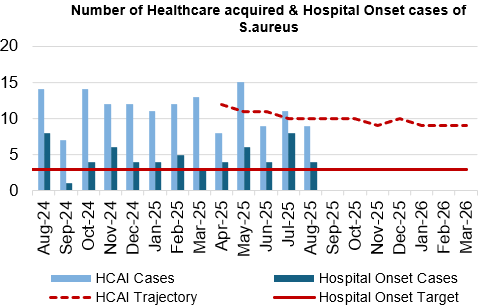 Number of Healthcare acquired & Hospital Onset cases of
S.aureus
20
15
10
5
0
Aug-24
Sep-24
Oct-24
Nov-24
Dec-24
Jan-25
Feb-25
Mar-25
Apr-25
May-25
Jun-25
Jul-25
Aug-25
Sep-25
Oct-25
Nov-25
Dec-25
Jan-26
Feb-26
Mar-26
HCAI Cases
Hospital Onset Cases
HCAI Trajectory
Hospital Onset Target